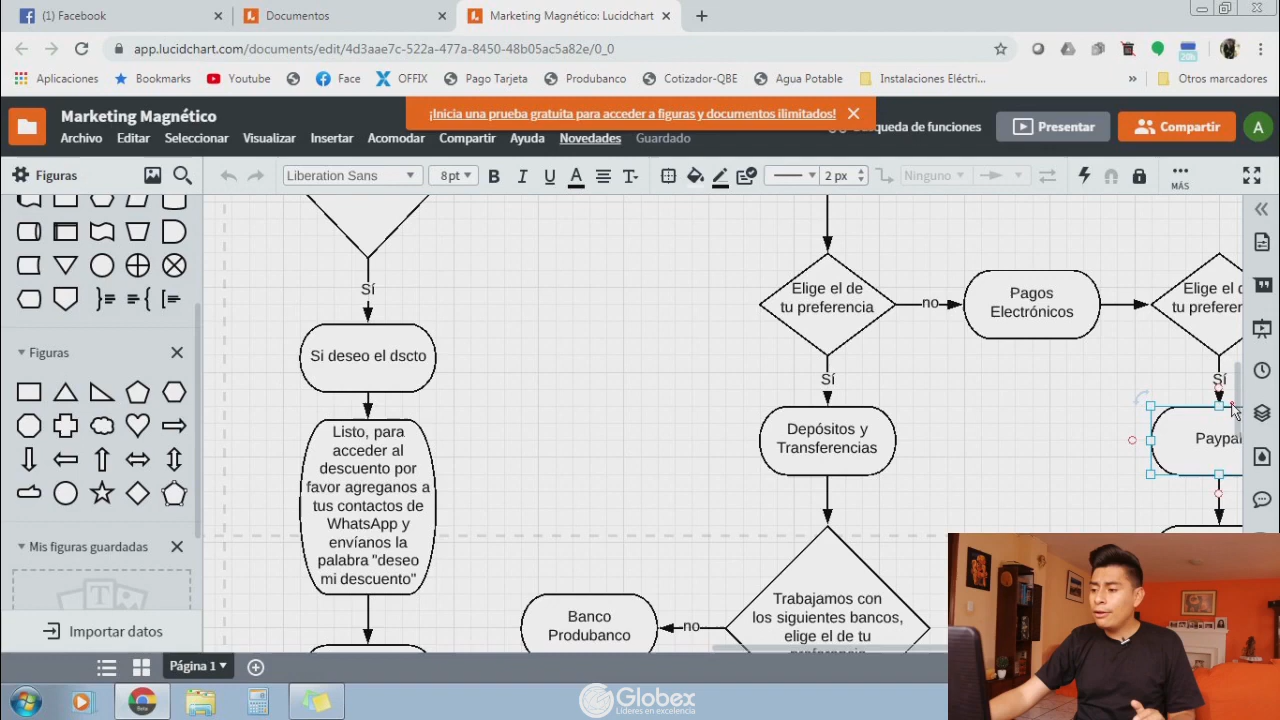 Facebook
Documentos
Marketing Magnético: Lucidchart
app.lucidchart.com/documents/edit/4d3aae7c-522a-477a-8450-48b05ac5a82e/0_0
Aplicaciones
Bookmarks
Youtube
Face
OFFIX
Pago Tarjeta
Produbanco
Cotizador-QBE
Agua Potable
Instalaciones Eléctri...
»
Otros marcadores
Marketing Magnético
¡Inicia una prueba gratuita para acceder a figuras y documentos ilimitados!
Archivo Editar Seleccionar Visualizar Insertar Acomodar Compartir Ayuda Novedades Guardado
squeda de funciones
Presentar
Compartir
A
Figuras
Liberation Sans
8pt
B I U A T
2 px
Ninguno
MÁS
Figuras
Mis figuras guardadas
Importar datos
Sí
Si deseo el dscto
Listo, para
acceder al
descuento por
favor agreganos a
tus contactos de
WhatsApp y
envíanos la
palabra "deseo
mi descuento"
Elige el de
tu preferencia
no
Pagos
Electrónicos
Elige el d
tu prefere
Sí
Sí
Depósitos y
Transferencias
Paypal
Trabajamos con
los siguientes bancos,
elige el de tu
preferencia
no
Banco
Produbanco
Página 1
Globex
Líderes en excelencia